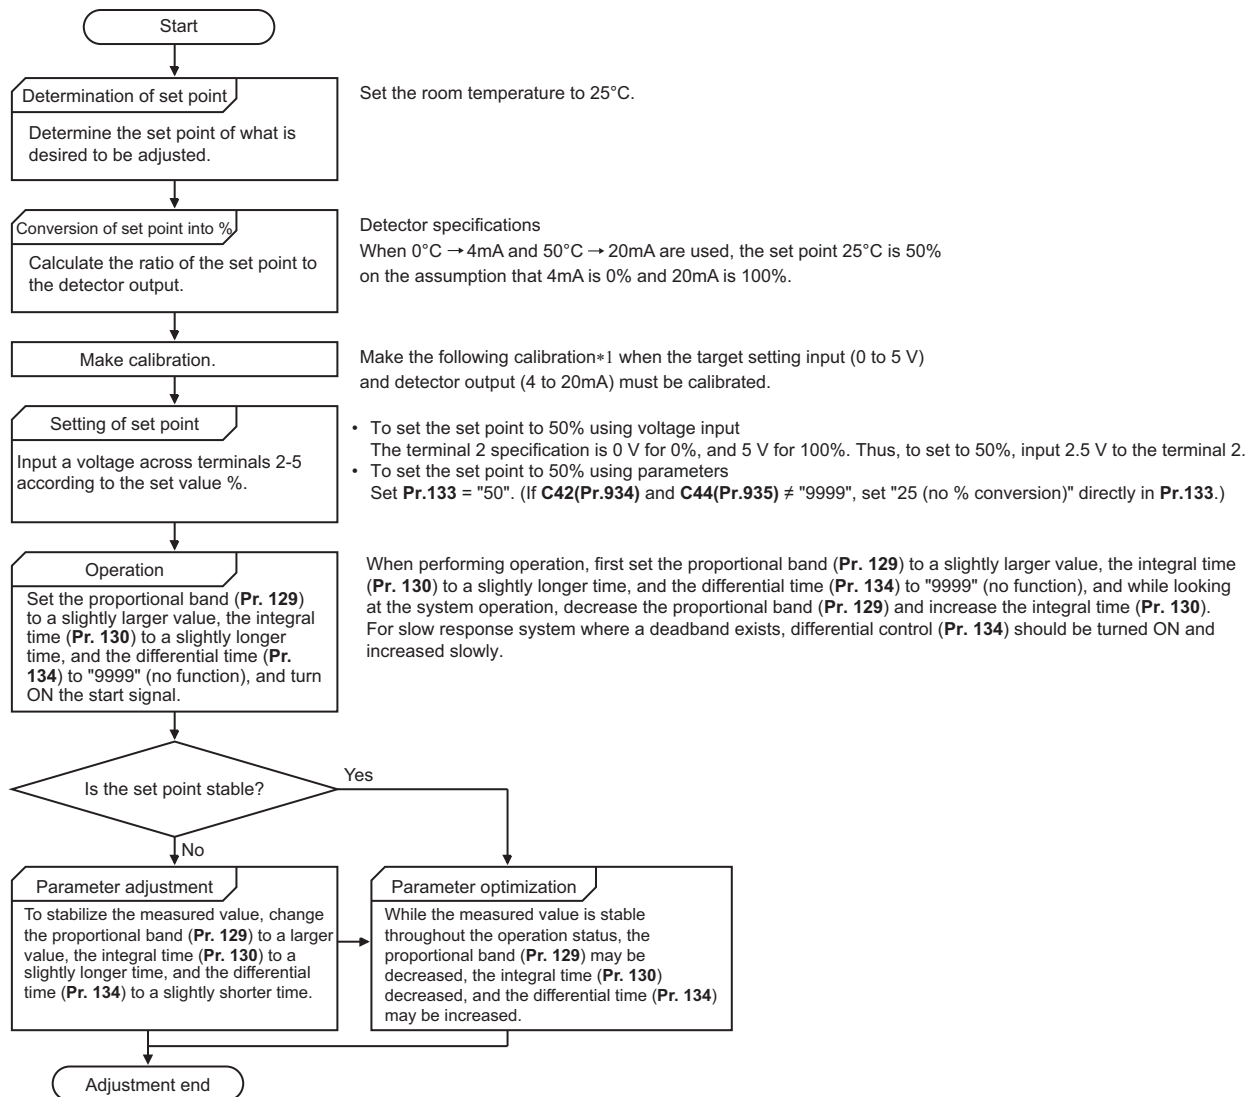 Start
Determination of set point
Determine the set point of what is
desired to be adjusted.
Set the room temperature to 25°C.
Conversion of set point into %
Calculate the ratio of the set point to
the detector output.
Detector specifications
When 0°C → 4mA and 50°C → 20mA are used, the set point 25°C is 50%
on the assumption that 4mA is 0% and 20mA is 100%.
Make calibration.
Make the following calibration*1 when the target setting input (0 to 5 V)
and detector output (4 to 20mA) must be calibrated.
Setting of set point
Input a voltage across terminals 2-5
according to the set value %.
• To set the set point to 50% using voltage input
The terminal 2 specification is 0 V for 0%, and 5 V for 100%. Thus, to set to 50%, input 2.5 V to the terminal 2.
• To set the set point to 50% using parameters
Set Pr.133 = "50". (If C42(Pr.934) and C44(Pr.935) ≠ "9999", set "25 (no % conversion)" directly in Pr.133.)
Operation
Set the proportional band (Pr. 129)
to a slightly larger value, the integral
time (Pr. 130) to a slightly longer
time, and the differential time (Pr.
134) to "9999" (no function), and turn
ON the start signal.
When performing operation, first set the proportional band (Pr. 129) to a slightly larger value, the integral time
(Pr. 130) to a slightly longer time, and the differential time (Pr. 134) to "9999" (no function), and while looking
at the system operation, decrease the proportional band (Pr. 129) and increase the integral time (Pr. 130).
For slow response system where a deadband exists, differential control (Pr. 134) should be turned ON and
increased slowly.
Is the set point stable?
Yes
No
Parameter adjustment
To stabilize the measured value, change
the proportional band (Pr. 129) to a larger
value, the integral time (Pr. 130) to a
slightly longer time, and the differential
time (Pr. 134) to a slightly shorter time.
Parameter optimization
While the measured value is stable
throughout the operation status, the
proportional band (Pr. 129) may be
decreased, the integral time (Pr. 130)
decreased, and the differential time (Pr. 134)
may be increased.
Adjustment end